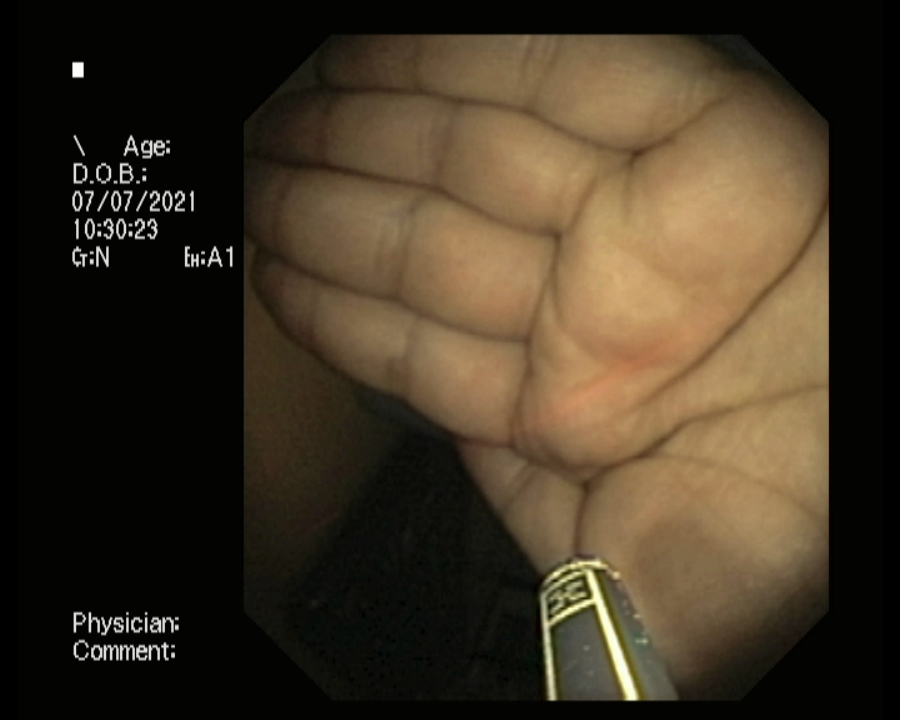 \ Age:
D.O.B.:
07/07/2021
10:30:23
Cr:N EH:A1
Physician:
Comment: